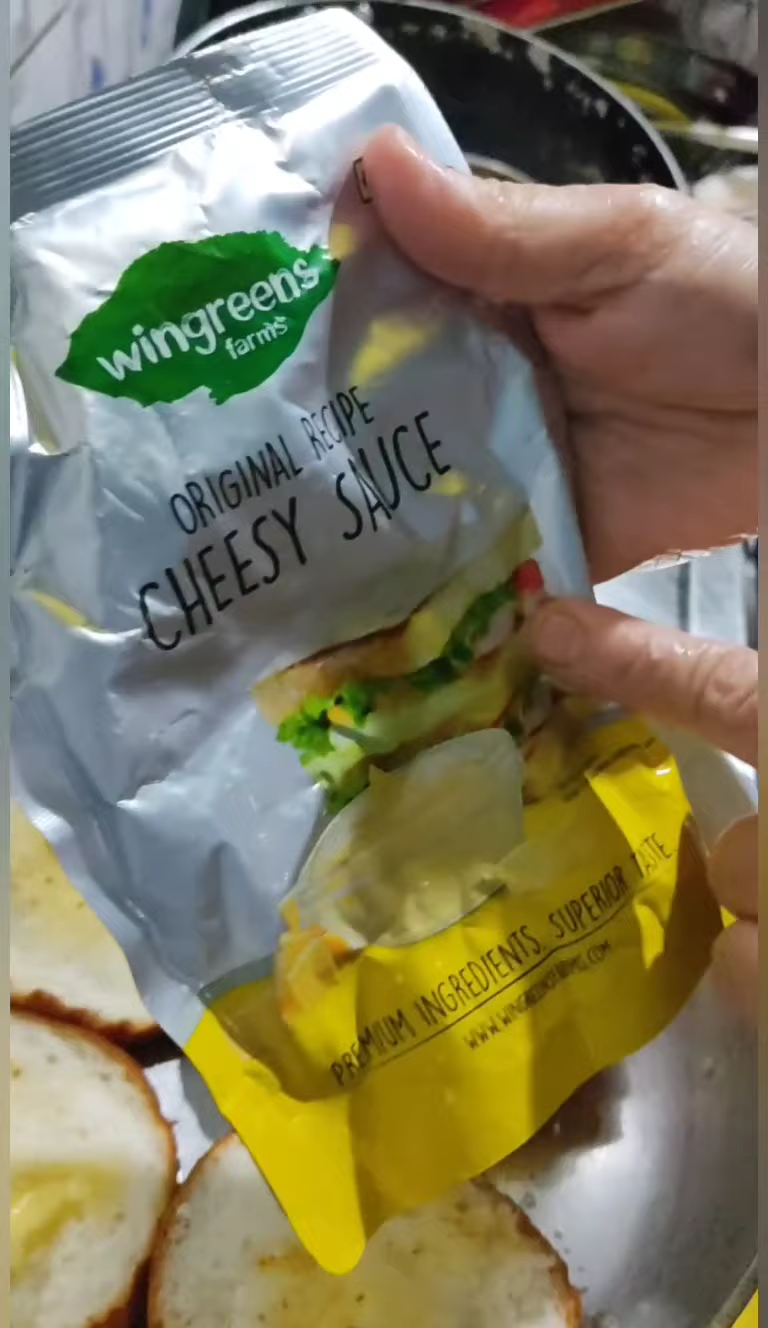 wingreens
farms
ORIGINAL RECIPE
CHEESY SAUCE
PREMIUM INGREDIENTS. SUPERIOR TASTE